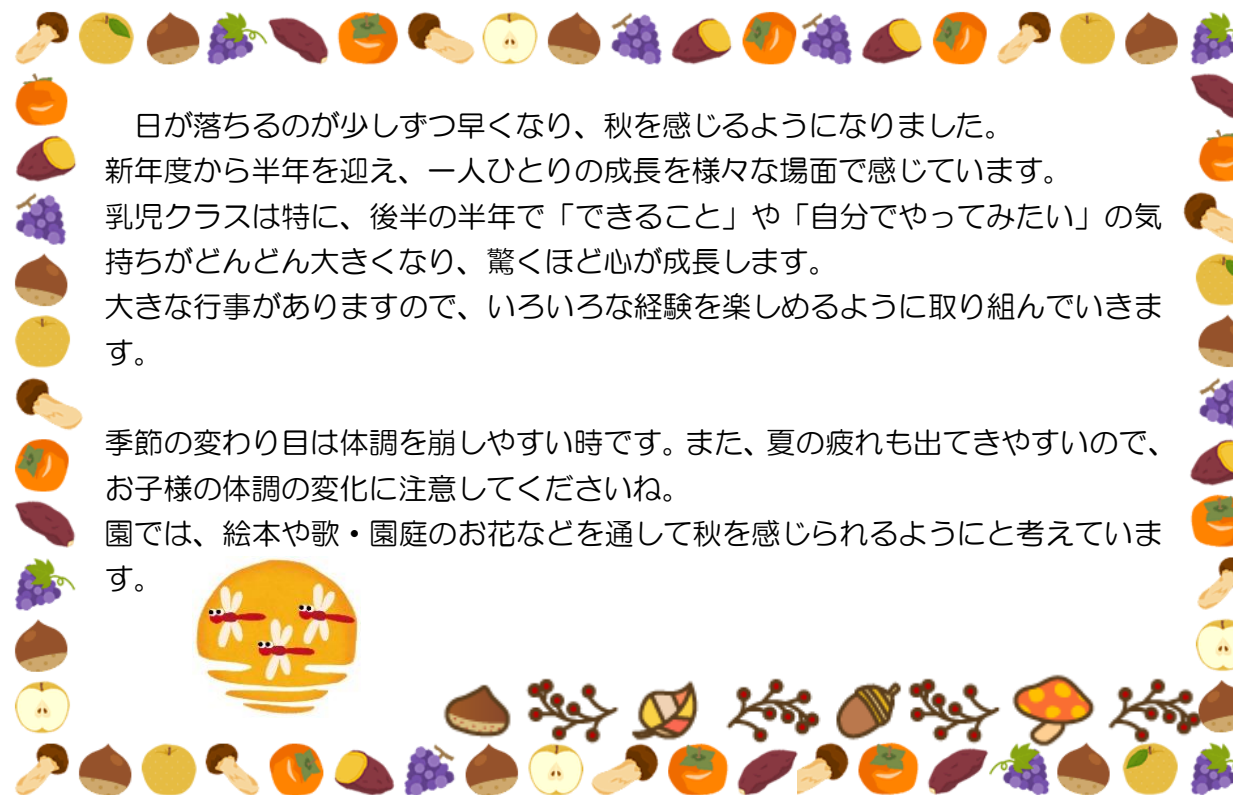 日が落ちるのが少しずつ早くなり、秋を感じるようになりました。
新年度から半年を迎え、一人ひとりの成長を様々な場面で感じています。
乳児クラスは特に、後半の半年で「できること」や「自分でやってみたい」の気
持ちがどんどん大きくなり、驚くほど心が成長します。
大きな行事がありますので、いろいろな経験を楽しめるように取り組んでいきま
す。
季節の変わり目は体調を崩しやすい時です。また、夏の疲れも出てきやすいので、
お子様の体調の変化に注意してくださいね。
園では、絵本や歌・園庭のお花などを通して秋を感じられるようにと考えていま
す。